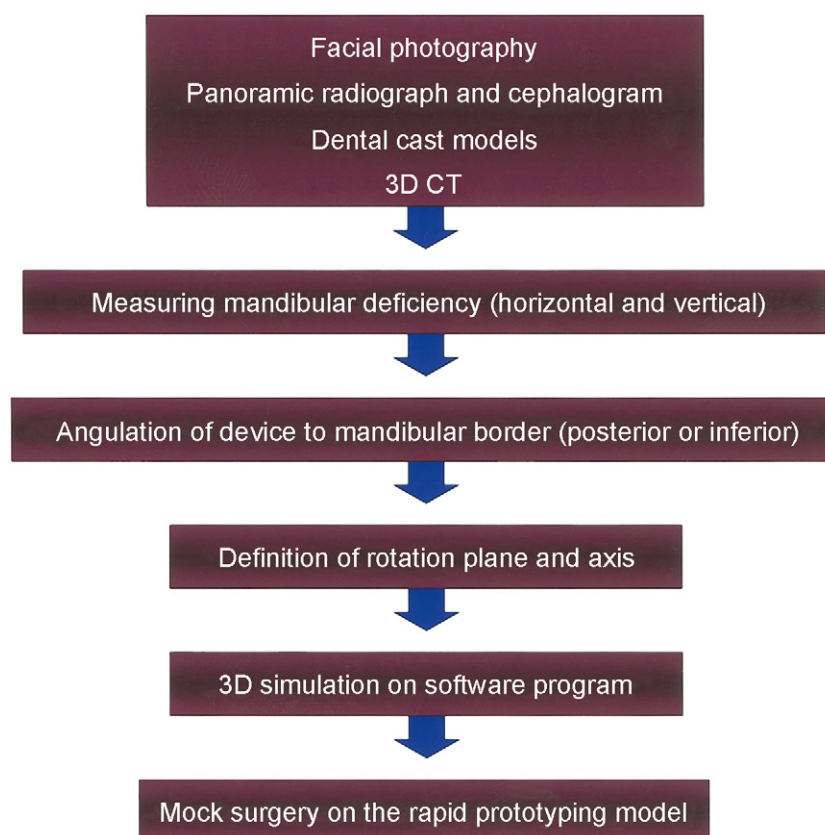 Facial photography
Panoramic radiograph and cephalogram
Dental cast models
3D CT
Measuring mandibular deficiency (horizontal and vertical)
Angulation of device to mandibular border (posterior or inferior)
Definition of rotation plane and axis
3D simulation on software program
Mock surgery on the rapid prototyping model